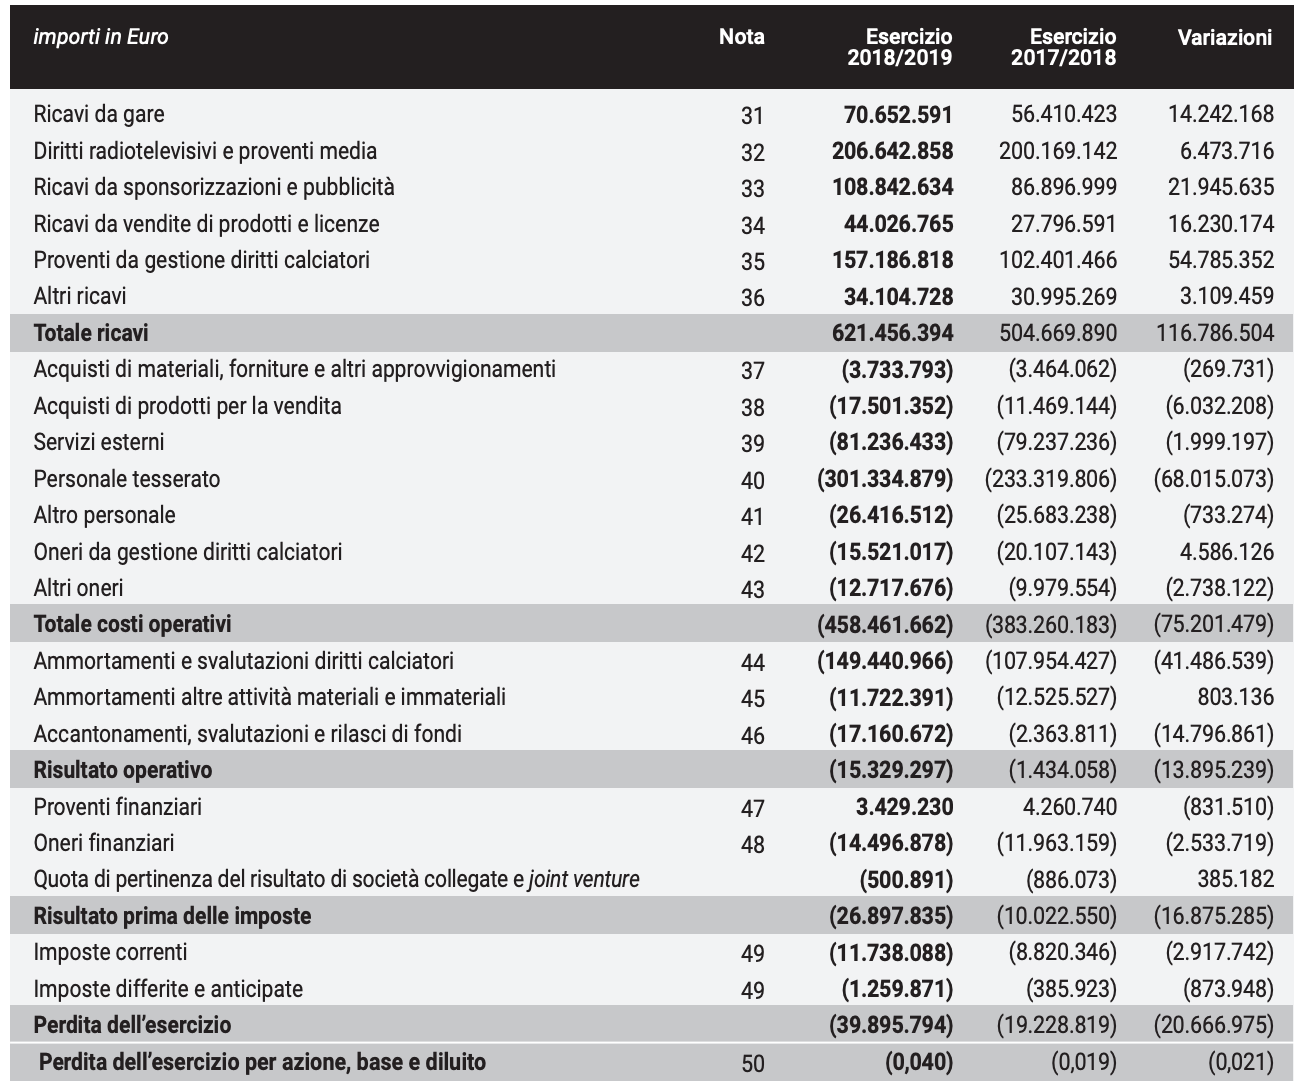 importi in Euro Nota Esercizio 2018/2019 Esercizio 2017/2018 Variazioni
Ricavi da gare 31 70.652.591 56.410.423 14.242.168
Diritti radiotelevisivi e proventi media 32 206.642.858 200.169.142 6.473.716
Ricavi da sponsorizzazioni e pubblicità 33 108.842.634 86.896.999 21.945.635
Ricavi da vendite di prodotti e licenze 34 44.026.765 27.796.591 16.230.174
Proventi da gestione diritti calciatori 35 157.186.818 102.401.466 54.785.352
Altri ricavi 36 34.104.728 30.995.269 3.109.459
Totale ricavi 621.456.394 504.669.890 116.786.504
Acquisti di materiali, forniture e altri approvvigionamenti 37 (3.733.793) (3.464.062) (269.731)
Acquisti di prodotti per la vendita 38 (17.501.352) (11.469.144) (6.032.208)
Servizi esterni 39 (81.236.433) (79.237.236) (1.999.197)
Personale tesserato 40 (301.334.879) (233.319.806) (68.015.073)
Altro personale 41 (26.416.512) (25.683.238) (733.274)
Oneri da gestione diritti calciatori 42 (15.521.017) (20.107.143) 4.586.126
Altri oneri 43 (12.717.676) (9.979.554) (2.738.122)
Totale costi operativi (458.461.662) (383.260.183) (75.201.479)
Ammortamenti e svalutazioni diritti calciatori 44 (149.440.966) (107.954.427) (41.486.539)
Ammortamenti altre attività materiali e immateriali 45 (11.722.391) (12.525.527) 803.136
Accantonamenti, svalutazioni e rilasci di fondi 46 (17.160.672) (2.363.811) (14.796.861)
Risultato operativo (15.329.297) (1.434.058) (13.895.239)
Proventi finanziari 47 3.429.230 4.260.740 (831.510)
Oneri finanziari 48 (14.496.878) (11.963.159) (2.533.719)
Quota di pertinenza del risultato di società collegate e joint venture (500.891) (886.073) 385.182
Risultato prima delle imposte (26.897.835) (10.022.550) (16.875.285)
Imposte correnti 49 (11.738.088) (8.820.346) (2.917.742)
Imposte differite e anticipate 49 (1.259.871) (385.923) (873.948)
Perdita dell'esercizio (39.895.794) (19.228.819) (20.666.975)
Perdita dell'esercizio per azione, base e diluito 50 (0,040) (0,019) (0,021)